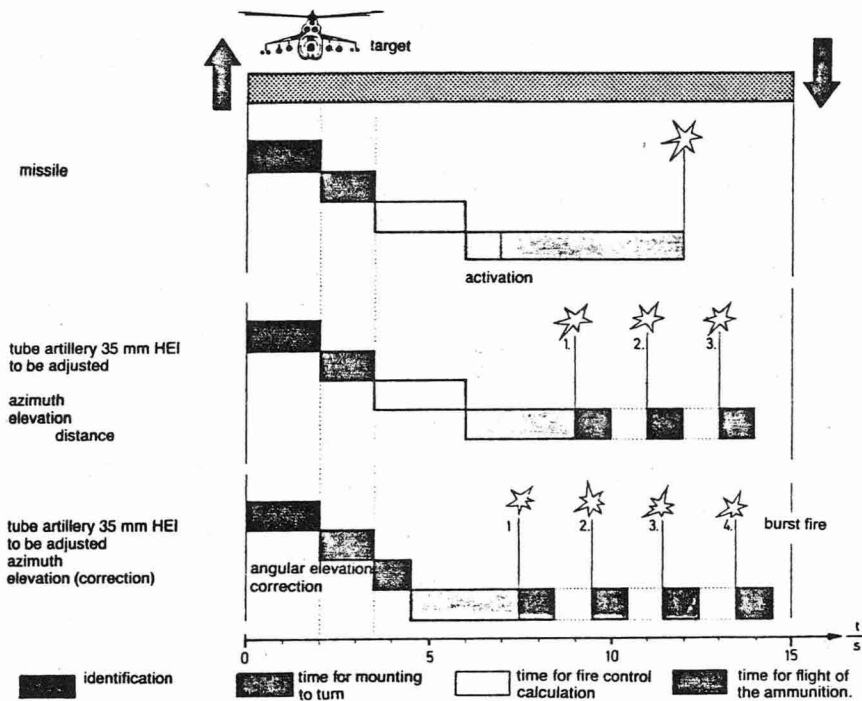 target
missile
activation
tube artillery 35 mm HEI
to be adjusted
azimuth
elevation
distance
1.
2.
3.
tube artillery 35 mm HEI
to be adjusted
azimuth
elevation (correction)
angular elevation
correction
1
2.
3.
4.
burst fire
0
5
10
15
t
s
identification
time for mounting
to turn
time for fire control
calculation
time for flight of
the ammunition.